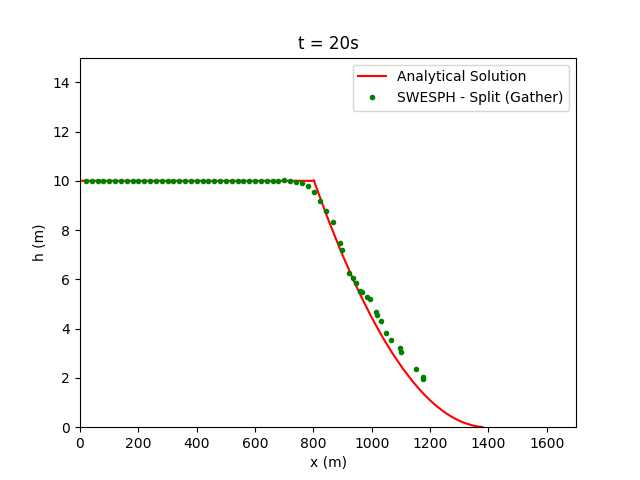 t = 20s
Analytical Solution
SWESPH - Split (Gather)
h (m)
14
12
10
8
6
4
2
0
0 200 400 600 800 1000 1200 1400 1600
x (m)